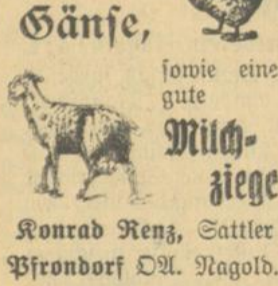 Gänse,
sowie eine
gute
Milch-
ziege
Konrad Renz, Sattler
Pfrondorf OA. Nagold.